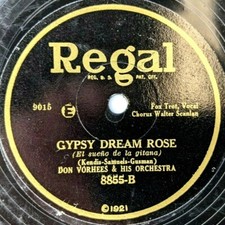 Regal
REG. U. S. PAT. OFF.
9015 E Fox Trot, Vocal
Chorus Walter Scanlan
GYPSY DREAM ROSE
(El sueño de la gitana)
(Kendis-Samuels-Gusman)
DON VORHEES & HIS ORCHESTRA
8855-B
©1921